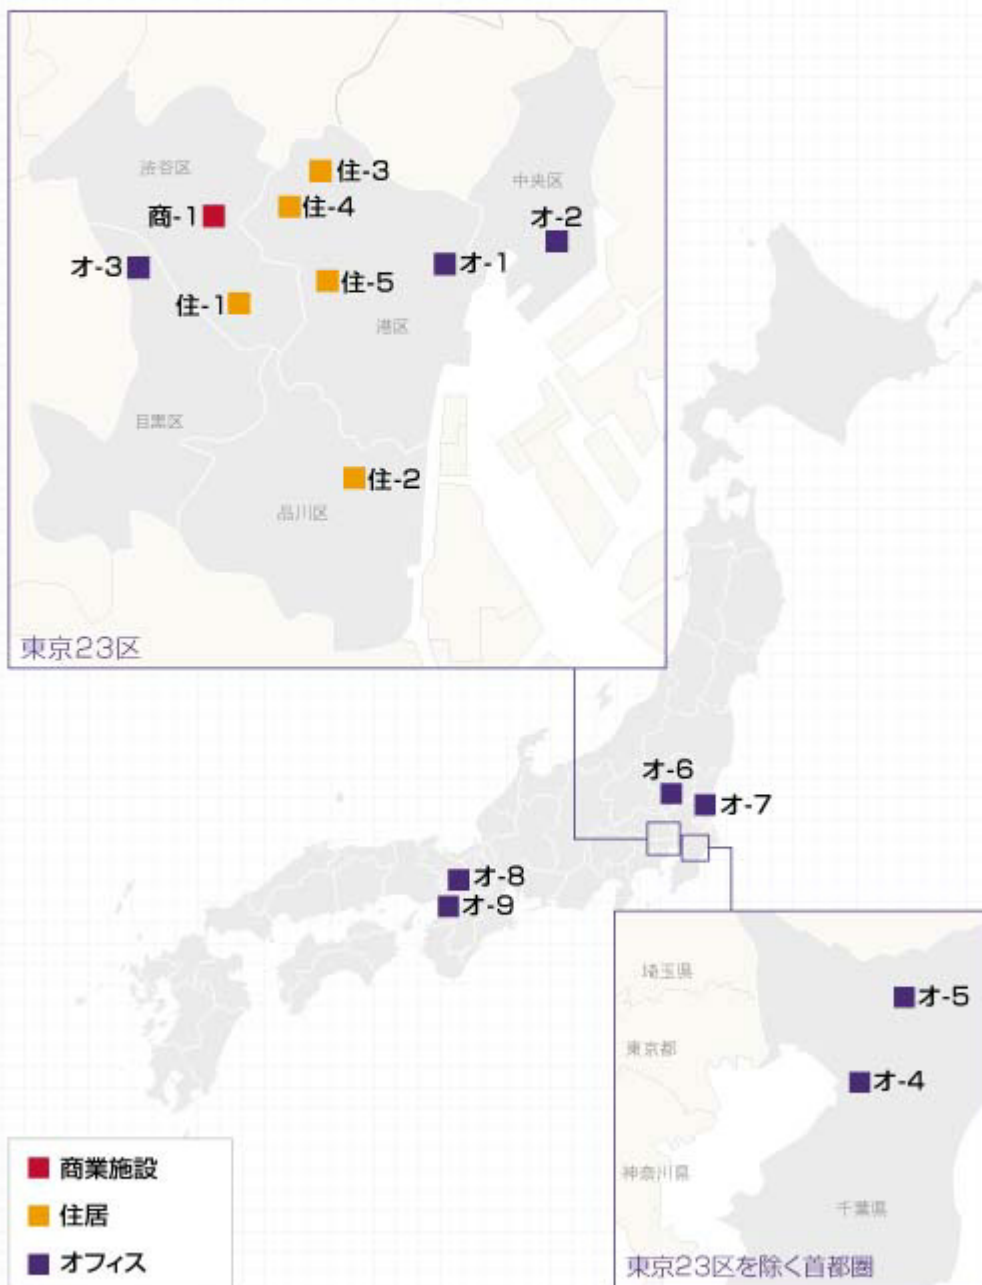 渋谷区
住-3
中央区
商-1
住-4
オ-2
オ-3
オ-1
住-5
住-1
港区
目黒区
住-2
品川区
東京23区
オ-6
オ-7
オ-8
オ-9
埼玉県
オ-5
東京都
オ-4
神奈川県
千葉県
東京23区を除く首都圏
商業施設
住居
オフィス